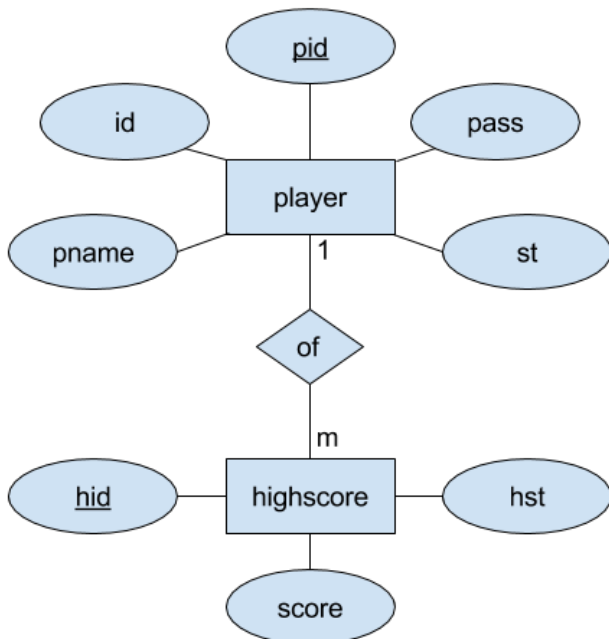 pid
id
pass
player
pname
st
1
of
m
hid
highscore
hst
score